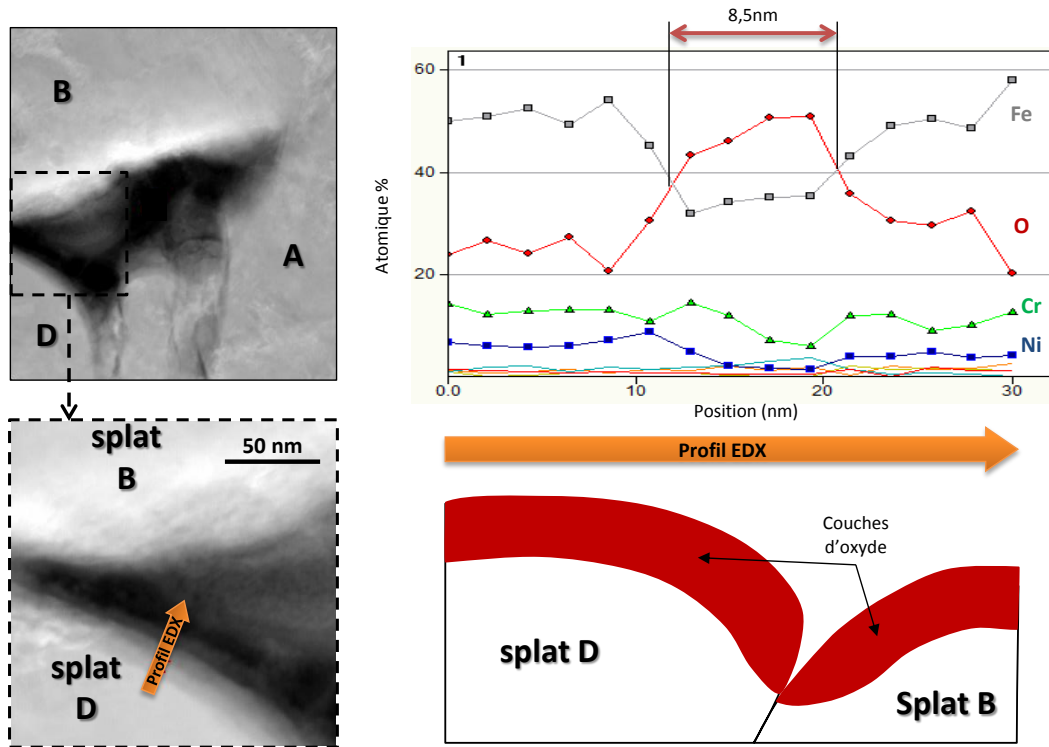 B
A
D
splat
B
50 nm
Profil EDX
splat
D
8,5nm
1
60
40
20
Atomique %
Fe
O
Cr
Ni
0.0
10
20
30
Position (nm)
Profil EDX
Couches
d'oxyde
splat D
Splat B